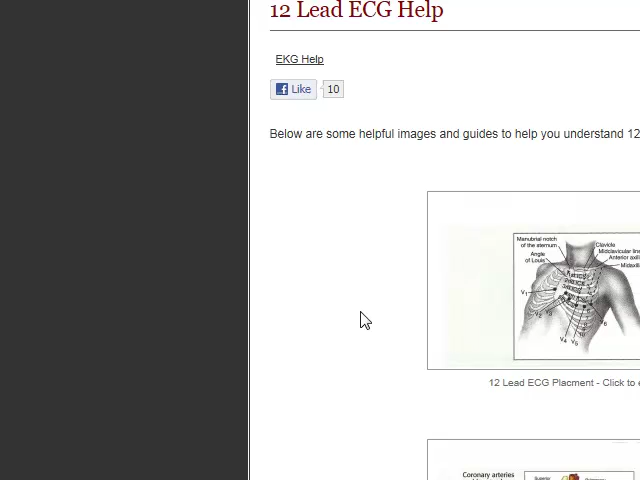 12 Lead ECG Help
EKG Help
Like 10
Below are some helpful images and guides to help you understand 12
Manubrial notch
of the sternum
Clavicle
Midclavicular line
Angle
of Louis
Anterior axill
Midaxill
V1
V2 V3
V6
V4 V5
12 Lead ECG Placment - Click to e
Coronary arteries
Superior